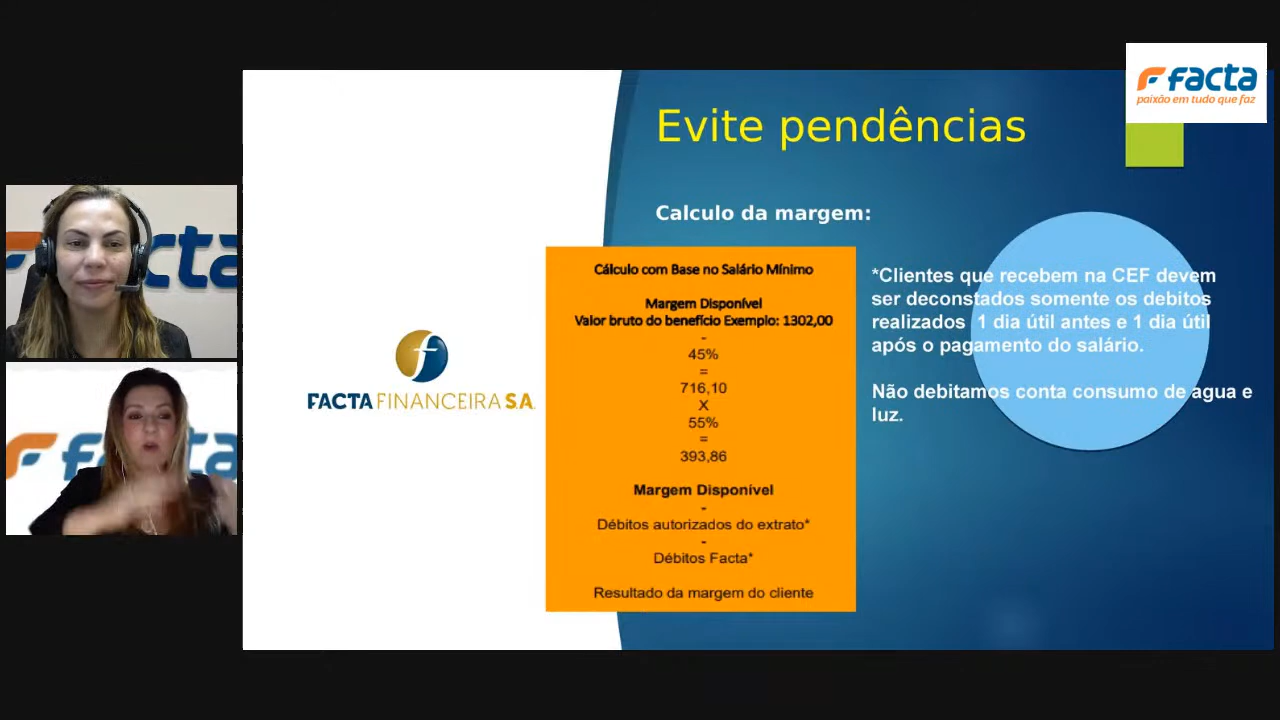 Facta
paixão em tudo que faz
Evite pendências
Calculo da margem:
Cálculo com Base no Salário Mínimo
Margem Disponível
Valor bruto do benefício Exemplo: 1302,00
-
45%
=
716,10
X
55%
=
393,86
Margem Disponível
-
Débitos autorizados do extrato*
-
Débitos Facta*
Resultado da margem do cliente
*Clientes que recebem na CEF devem
ser deconstados somente os debitos
realizados 1 dia útil antes e 1 dia útil
após o pagamento do salário.
Não debitamos conta consumo de agua e
luz.
FACTA FINANCEIRA S.A.